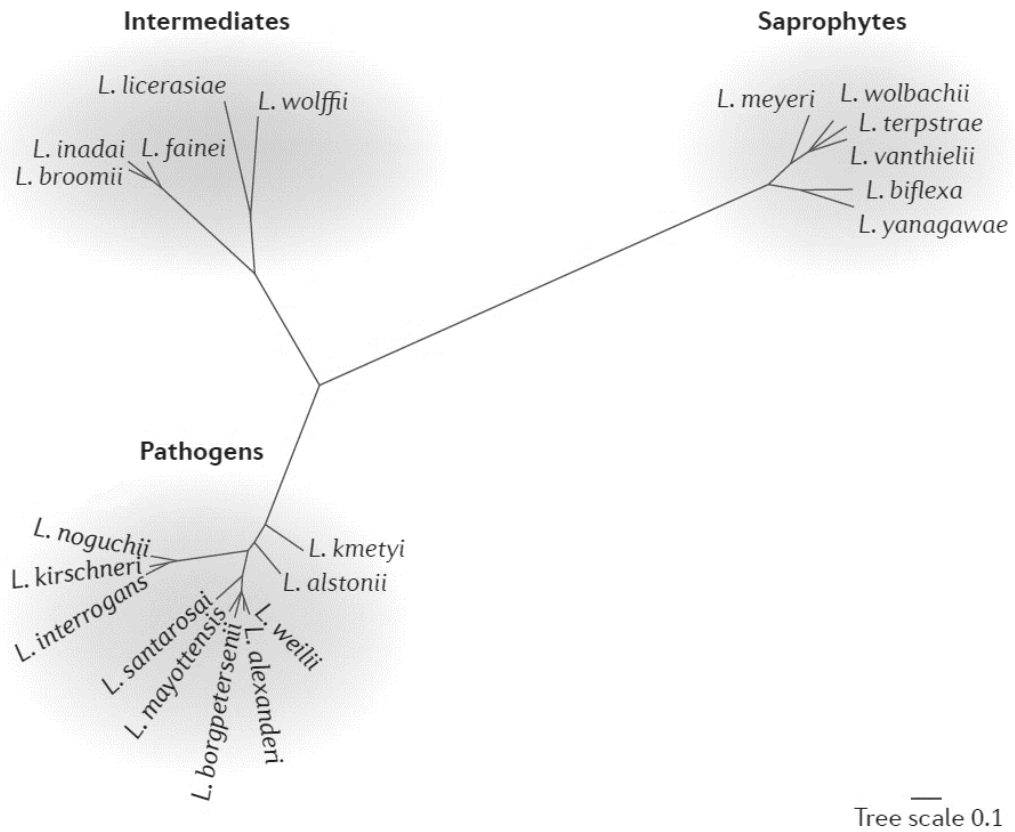 Intermediates
Saprophytes
L. licerasiae
L. wolffii
L. inadai
L. fainei
L. broomii
L. meyeri
L. wolbachii
L. terpstrae
L. vanthielii
L. biflexa
L. yanagawae
Pathogens
L. noguchii
L. kirschneri
L. interrogans
L. kmetyi
L. alstonii
L. santarosai
L. mayottensis
L. borgpetersenii
L. alexanderi
L. weilii
Tree scale 0.1